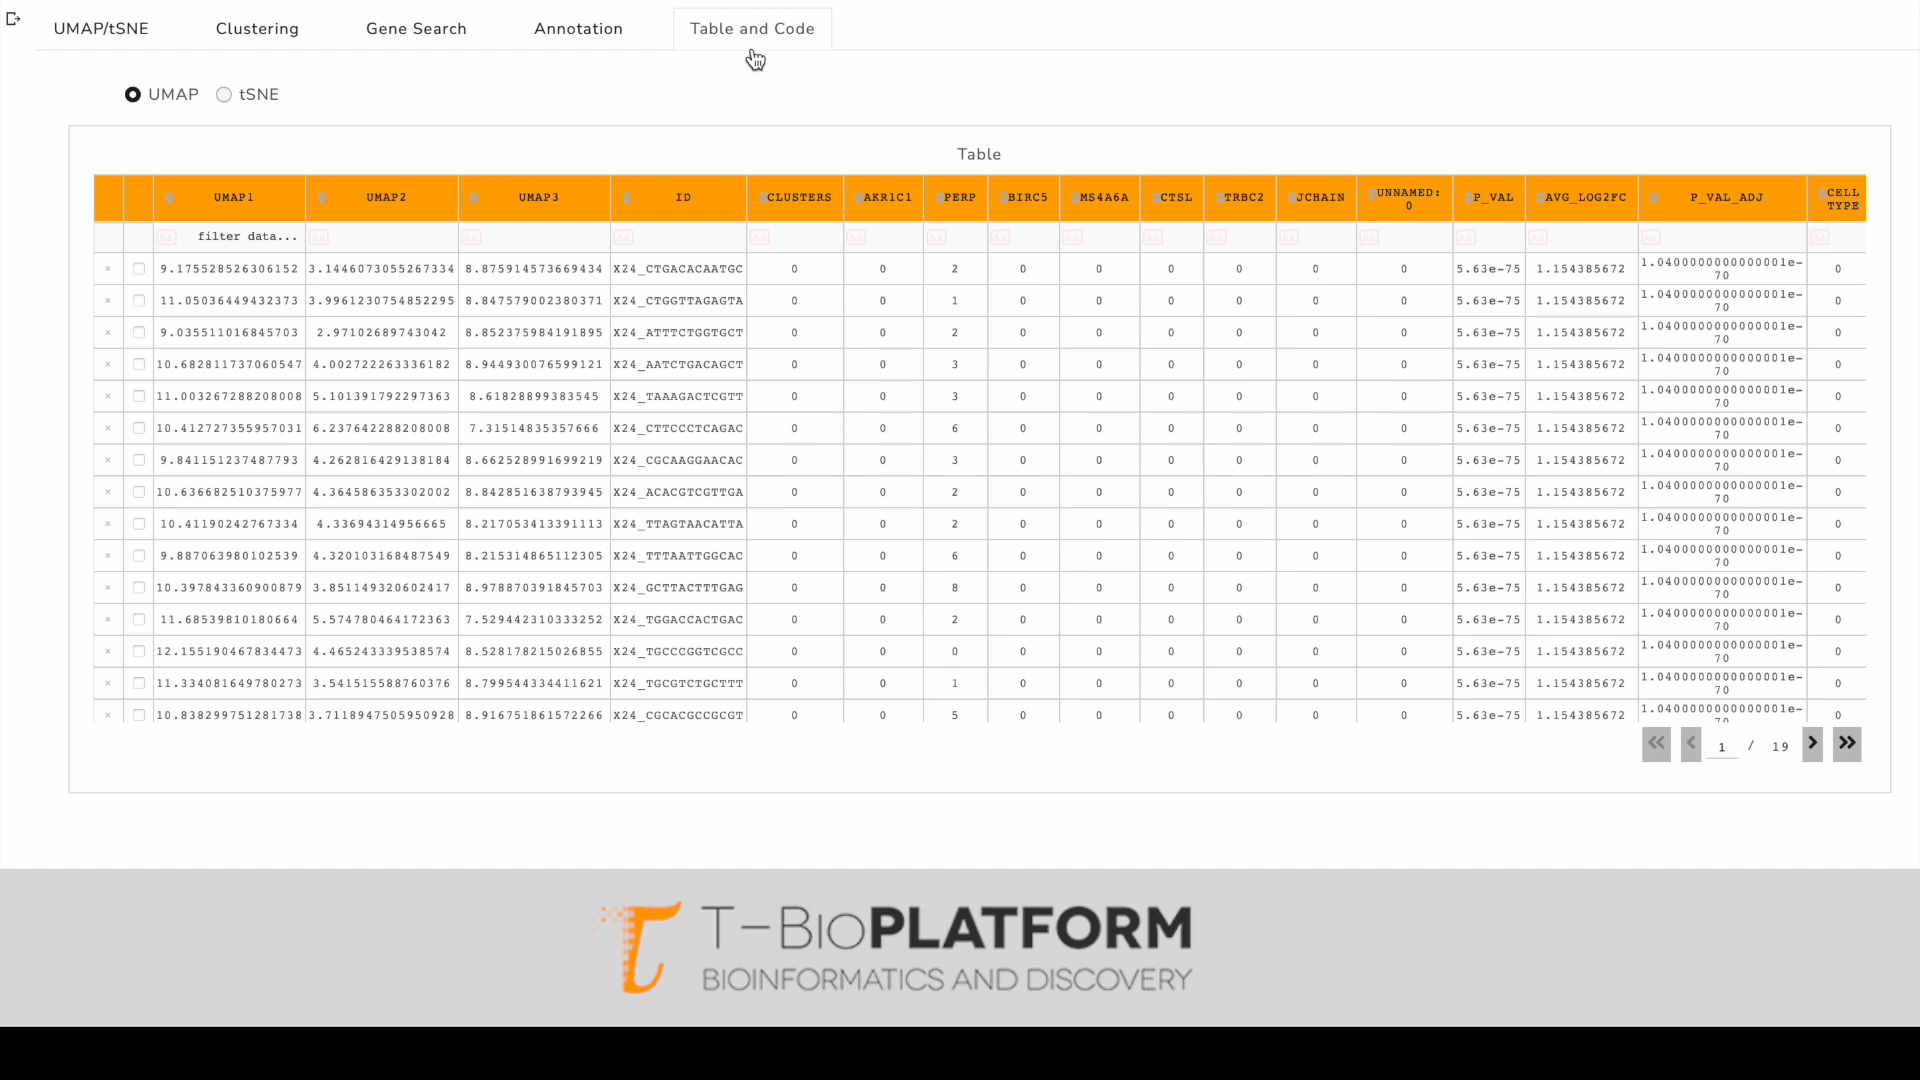 UMAP/tSNE Clustering Gene Search Annotation Table and Code
UMAP tSNE
Table
UMAP1 UMAP2 UMAP3 ID CLUSTERS AKR1C1 PERP BIRC5 MS4A6A CTSL TRBC2 JCHAIN UNNAMED: 0 P_VAL AVG_LOG2FC P_VAL_ADJ CELL TYPE
Aa filter data... Aa Aa Aa Aa Aa Aa Aa Aa Aa Aa Aa Aa Aa Aa Aa Aa
× 9.175528526306152 3.1446073055267334 8.875914573669434 X24_CTGACACAATGC 0 0 2 0 0 0 0 0 0 5.63e-75 1.154385672 1.0400000000000001e-70 0
× 11.05036449432373 3.9961230754852295 8.847579002380371 X24_CTGGTTAGAGTA 0 0 1 0 0 0 0 0 0 5.63e-75 1.154385672 1.0400000000000001e-70 0
× 9.035511016845703 2.97102689743042 8.852375984191895 X24_ATTTCTGGTGCT 0 0 2 0 0 0 0 0 0 5.63e-75 1.154385672 1.0400000000000001e-70 0
× 10.682811737060547 4.002722263336182 8.944930076599121 X24_AATCTGACAGCT 0 0 3 0 0 0 0 0 0 5.63e-75 1.154385672 1.0400000000000001e-70 0
× 11.003267288208008 5.101391792297363 8.61828899383545 X24_TAAAGACTCGTT 0 0 3 0 0 0 0 0 0 5.63e-75 1.154385672 1.0400000000000001e-70 0
× 10.412727355957031 6.237642288208008 7.31514835357666 X24_CTTCCCTCAGAC 0 0 6 0 0 0 0 0 0 5.63e-75 1.154385672 1.0400000000000001e-70 0
× 9.841151237487793 4.262816429138184 8.662528991699219 X24_CGCAAGGAACAC 0 0 3 0 0 0 0 0 0 5.63e-75 1.154385672 1.0400000000000001e-70 0
× 10.636682510375977 4.364586353302002 8.842851638793945 X24_ACACGTCGTTGA 0 0 2 0 0 0 0 0 0 5.63e-75 1.154385672 1.0400000000000001e-70 0
× 10.41190242767334 4.33694314956665 8.217053413391113 X24_TTAGTAACATTA 0 0 2 0 0 0 0 0 0 5.63e-75 1.154385672 1.0400000000000001e-70 0
× 9.887063980102539 4.320103168487549 8.215314865112305 X24_TTTAATTGGCAC 0 0 6 0 0 0 0 0 0 5.63e-75 1.154385672 1.0400000000000001e-70 0
× 10.397843360900879 3.851149320602417 8.978870391845703 X24_GCTTACTTTGAG 0 0 8 0 0 0 0 0 0 5.63e-75 1.154385672 1.0400000000000001e-70 0
× 11.68539810180664 5.574780464172363 7.529442310333252 X24_TGGACCACTGAC 0 0 2 0 0 0 0 0 0 5.63e-75 1.154385672 1.0400000000000001e-70 0
× 12.155190467834473 4.465243339538574 8.528178215026855 X24_TGCCCGGTCGCC 0 0 0 0 0 0 0 0 0 5.63e-75 1.154385672 1.0400000000000001e-70 0
× 11.334081649780273 3.541515588760376 8.799544334411621 X24_TGCGTCTGCTTT 0 0 1 0 0 0 0 0 0 5.63e-75 1.154385672 1.0400000000000001e-70 0
× 10.838299751281738 3.7118947505950928 8.916751861572266 X24_CGCACGCCGCGT 0 0 5 0 0 0 0 0 0 5.63e-75 1.154385672 1.0400000000000001e-70 0
1 / 19
T-BioPLATFORM
BIOINFORMATICS AND DISCOVERY